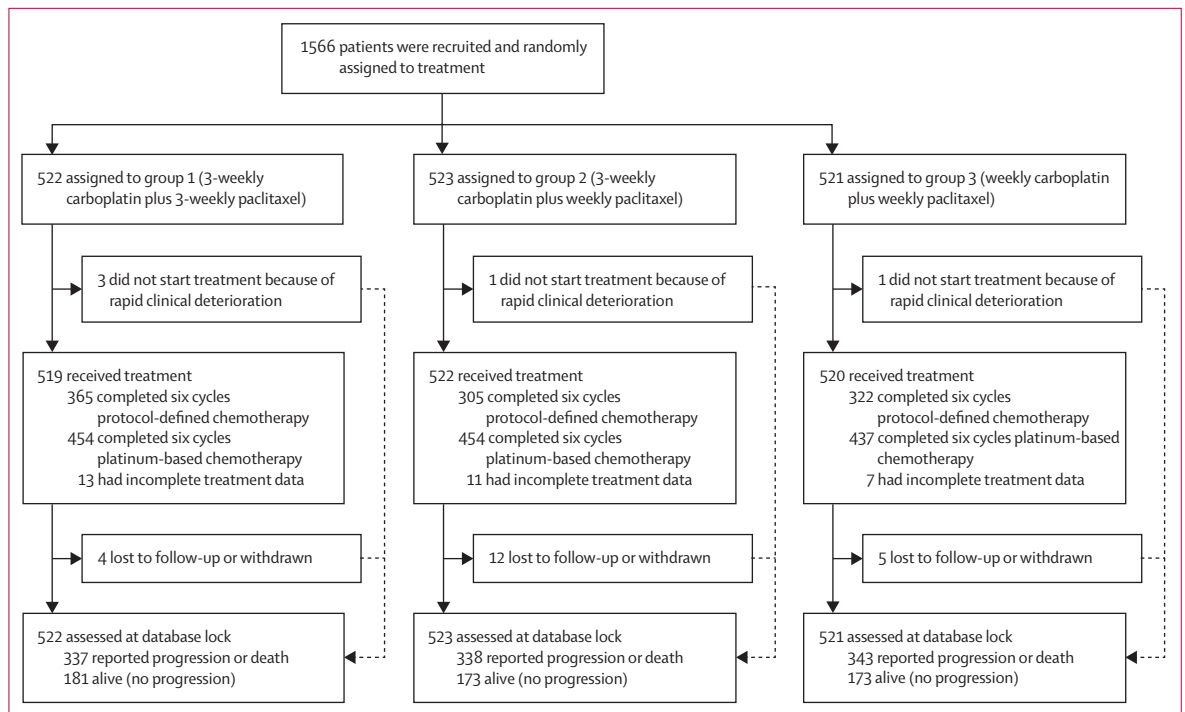 1566 patients were recruited and randomly
assigned to treatment
522 assigned to group 1 (3-weekly
carboplatin plus 3-weekly paclitaxel)
3 did not start treatment because of
rapid clinical deterioration
519 received treatment
365 completed six cycles
protocol-defined chemotherapy
454 completed six cycles
platinum-based chemotherapy
13 had incomplete treatment data
4 lost to follow-up or withdrawn
522 assessed at database lock
337 reported progression or death
181 alive (no progression)
523 assigned to group 2 (3-weekly
carboplatin plus weekly paclitaxel)
1 did not start treatment because of
rapid clinical deterioration
522 received treatment
305 completed six cycles
protocol-defined chemotherapy
454 completed six cycles
platinum-based chemotherapy
11 had incomplete treatment data
12 lost to follow-up or withdrawn
523 assessed at database lock
338 reported progression or death
173 alive (no progression)
521 assigned to group 3 (weekly carboplatin
plus weekly paclitaxel)
1 did not start treatment because of
rapid clinical deterioration
520 received treatment
322 completed six cycles
protocol-defined chemotherapy
437 completed six cycles platinum-based
chemotherapy
7 had incomplete treatment data
5 lost to follow-up or withdrawn
521 assessed at database lock
343 reported progression or death
173 alive (no progression)